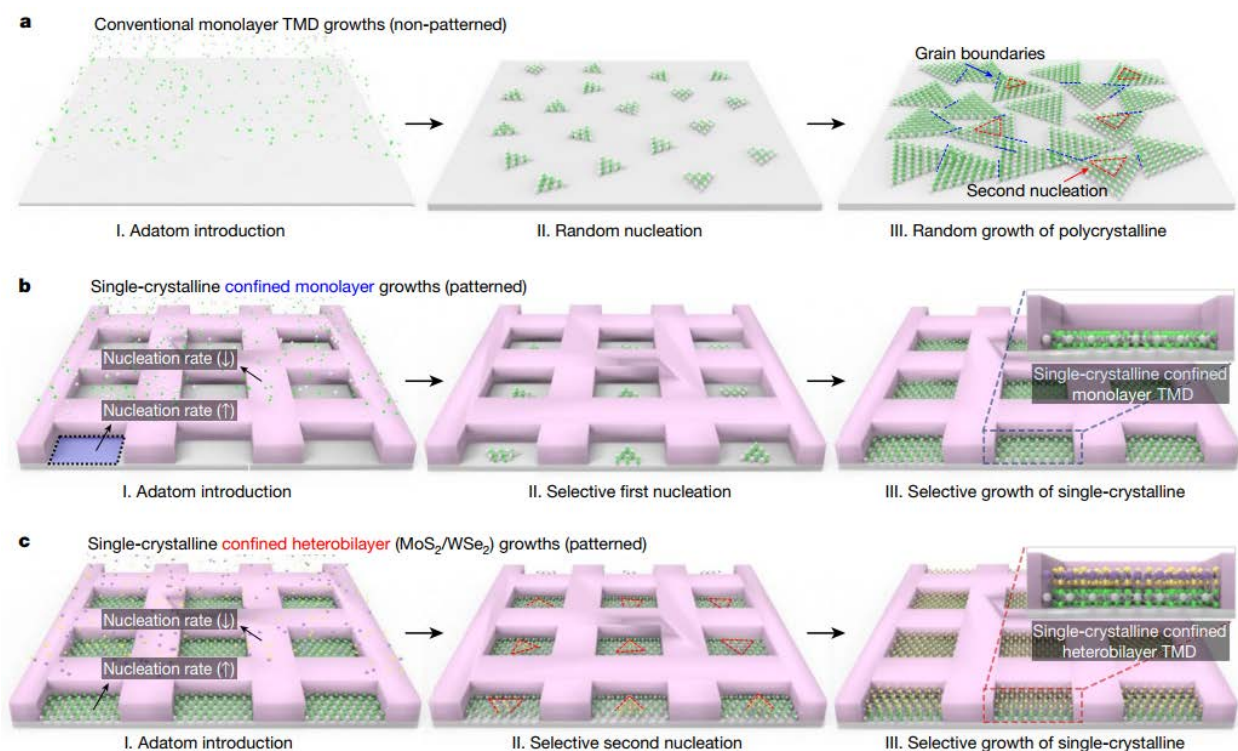 a Conventional monolayer TMD growths (non-patterned)
Grain boundaries
Second nucleation
I. Adatom introduction
II. Random nucleation
III. Random growth of polycrystalline
b Single-crystalline confined monolayer growths (patterned)
Nucleation rate (↓)
Nucleation rate (↑)
Single-crystalline confined
monolayer TMD
I. Adatom introduction
II. Selective first nucleation
III. Selective growth of single-crystalline
c Single-crystalline confined heterobilayer (MoS₂/WSe₂) growths (patterned)
Nucleation rate (↓)
Nucleation rate (↑)
Single-crystalline confined
heterobilayer TMD
I. Adatom introduction
II. Selective second nucleation
III. Selective growth of single-crystalline